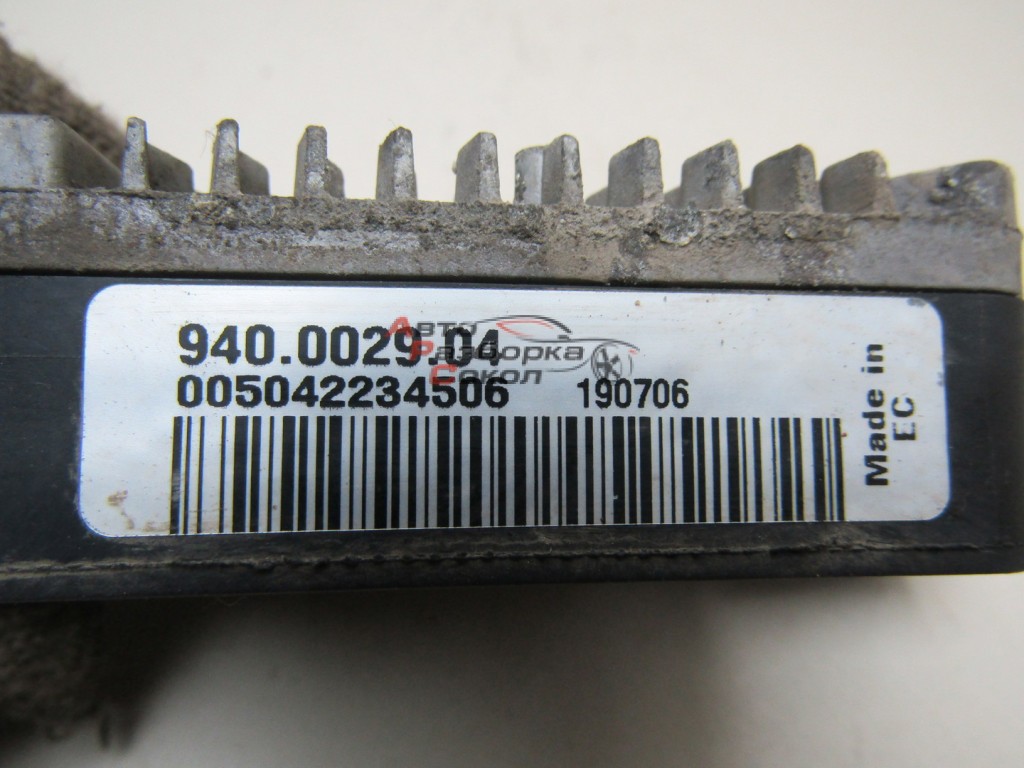 940.0029.04
Авто
Разборка
Сокол
005042234506 190706
Made in
EC